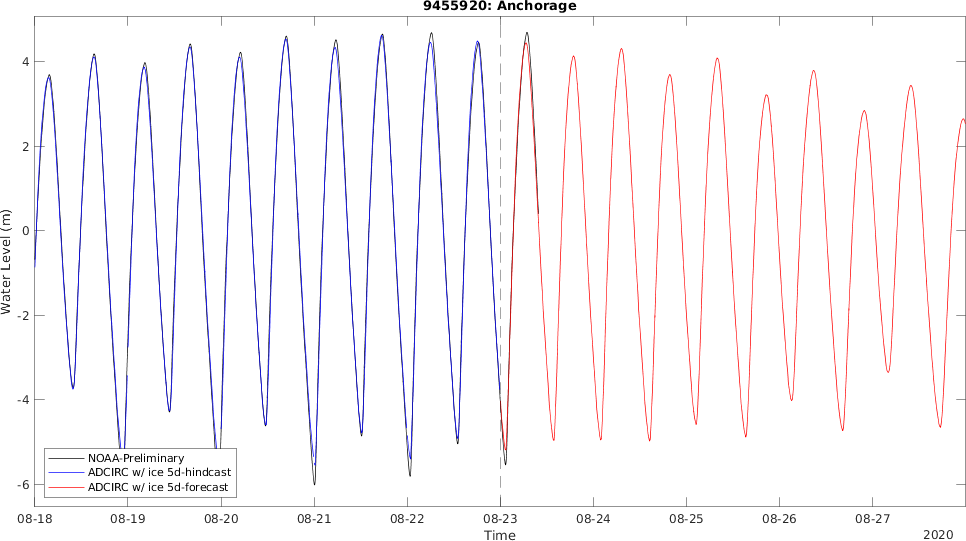 9455920: Anchorage
Water Level (m)
4
2
0
-2
-4
-6
NOAA-Preliminary
ADCIRC w/ ice 5d-hindcast
ADCIRC w/ ice 5d-forecast
08-18 08-19 08-20 08-21 08-22 08-23 08-24 08-25 08-26 08-27
Time
2020